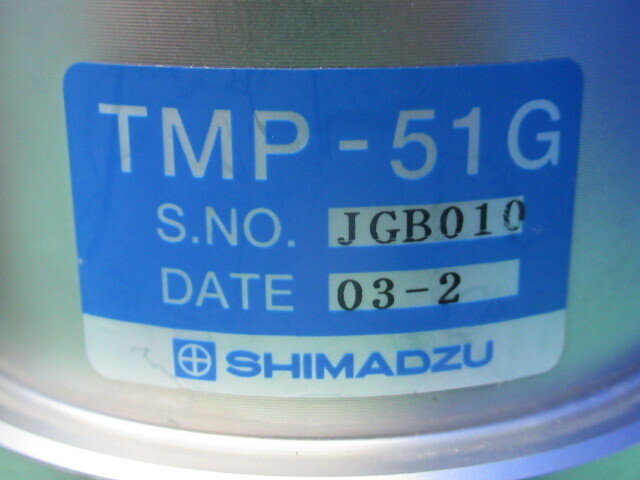 TMP-51G
S.NO. JGB010
DATE 03-2
SHIMADZU